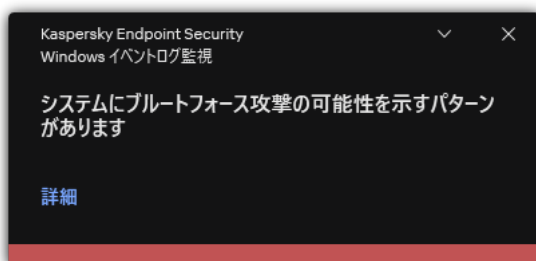 Kaspersky Endpoint Security
Windows イベントログ監視
システムにブルートフォース攻撃の可能性を示すパターン
があります
詳細